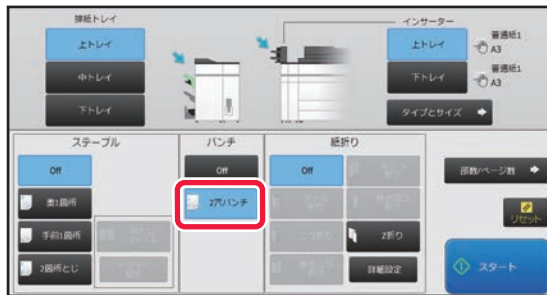 排紙トレイ
上トレイ
中トレイ
下トレイ
インサーター
上トレイ
普通紙1
A3
下トレイ
普通紙1
A3
タイプとサイズ
ステープル
Off
奥1箇所
手前1箇所
2箇所とじ
パンチ
Off
2穴パンチ
紙折り
Off
Z折り
詳細設定
部数/ページ数
リセット
スタート